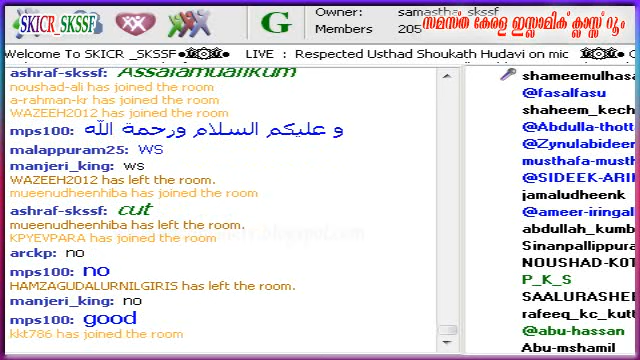 SKICR SKSSF
G
Owner: samastha_skssf
Members 205
സമസ്ത കേരള ഇസ്ലാമിക് ക്ലാസ്സ് റൂം
Welcome To SKICR _SKSSF
LIVE : Respected Usthad Shoukath Hudavi on mic
ashraf-skssf: Assalamualikum
noushad-ali has joined the room
a-rahman-kr has joined the room
WAZEEH2012 has joined the room
mps100: و عليكم السلام ورحمة الله
malappuram25: ws
manjeri_king: ws
WAZEEH2012 has left the room.
mueenudheenhiba has joined the room
ashraf-skssf: cut
mueenudheenhiba has left the room.
KPYEVPARA has joined the room
arckp: no
mps100: no
HAMZAGUDALURNILGIRIS has left the room.
manjeri_king: no
mps100: good
kkt786 has joined the room
shameemulhasa
@fasalfasu
shaheem_kech
@Abdulla-thott
@Zynulabideer
musthafa-musth
@SIDEEK-ARI
jamaludheenk
@ameer-iringal
abdullah_kumb
Sinanpallippura
NOUSHAD-KOT
P_K_S
SAALURASHEE
rafeeq_kc_kutt
@abu-hassan
Abu-mshamil